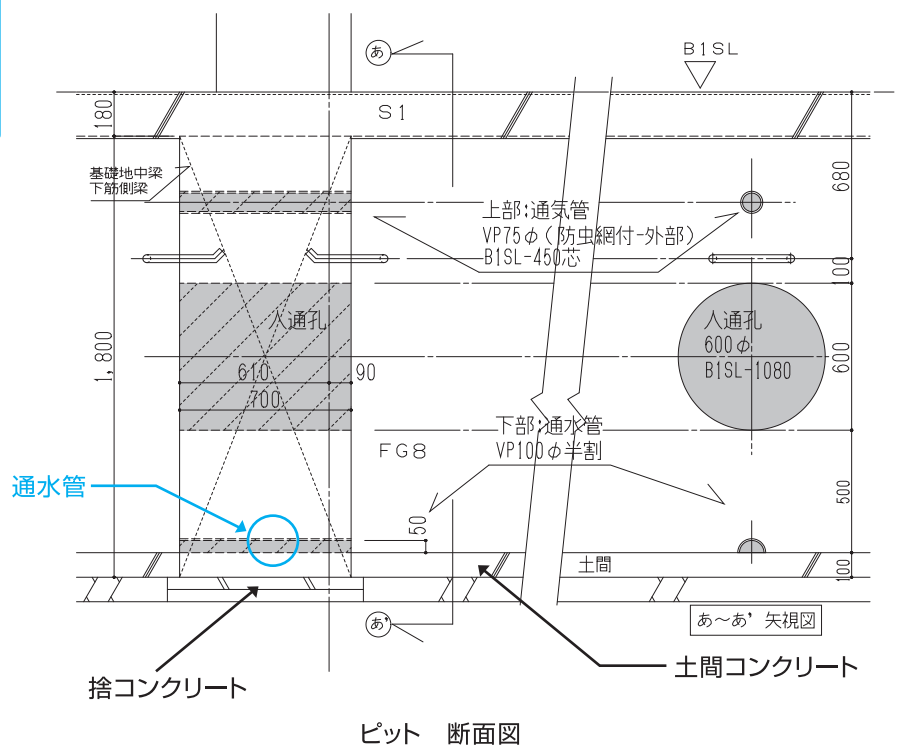 あ
B1SL
180
S1
基礎地中梁
下筋側梁
680
上部:通気管
VP75φ(防虫網付-外部)
B1SL-450芯
100
人通孔
人通孔
600φ
B1SL-1080
1,800
600
610
90
700
下部:通水管
VP100φ半割
FG8
通水管
500
50
土間
100
あ'
あ〜あ' 矢視図
捨コンクリート
土間コンクリート
ピット 断面図